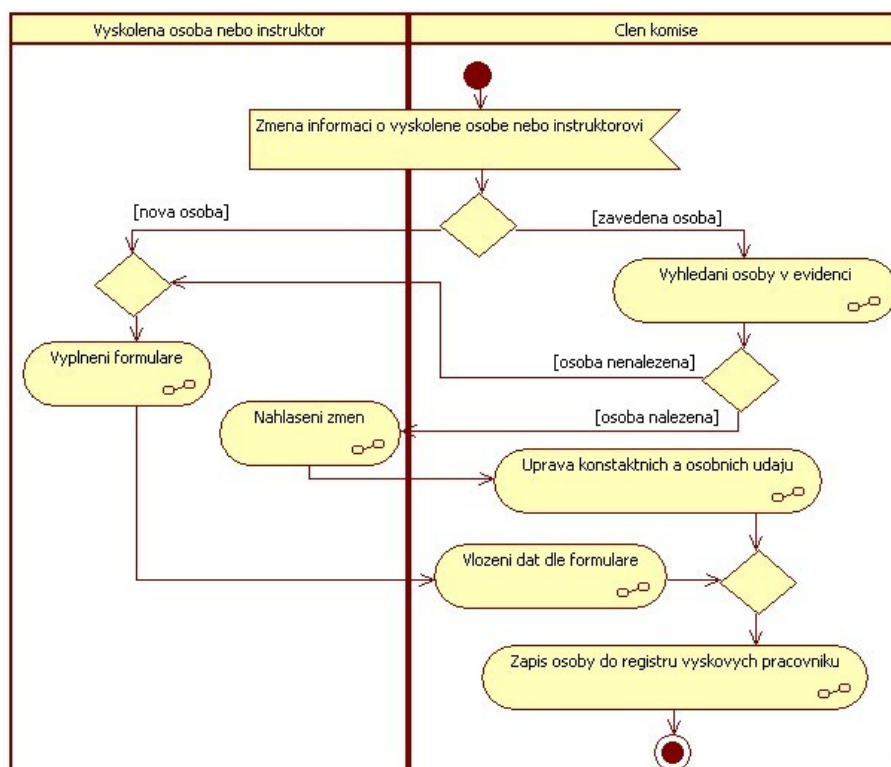 Vyskolena osoba nebo instruktor
Clen komise
Zmena informaci o vyskolene osobe nebo instruktorovi
[nova osoba]
[zavedena osoba]
Vyhledani osoby v evidenci
Vyplneni formulare
[osoba nenalezena]
Nahlaseni zmen
[osoba nalezena]
Uprava konstaktnich a osobnich udaju
Vlozeni dat dle formulare
Zapis osoby do registru vyskovych pracovniku